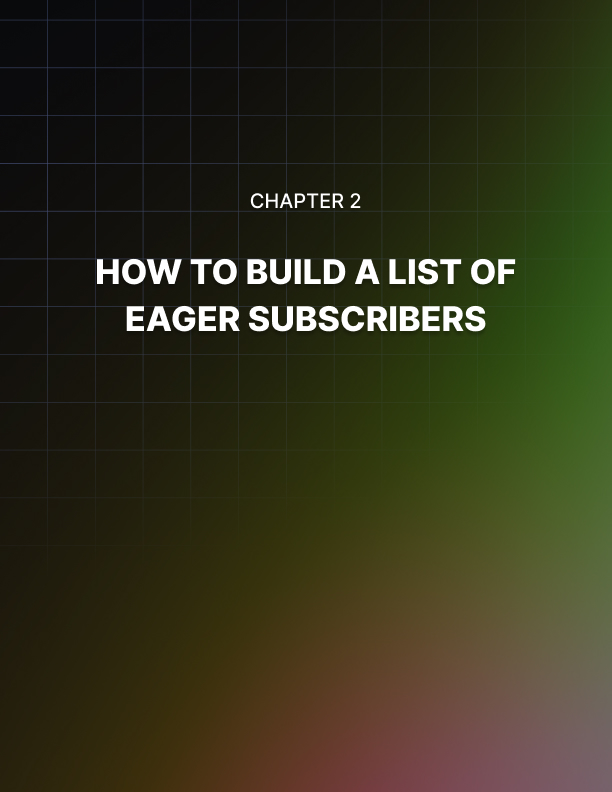 CHAPTER 2
HOW TO BUILD A LIST OF
EAGER SUBSCRIBERS